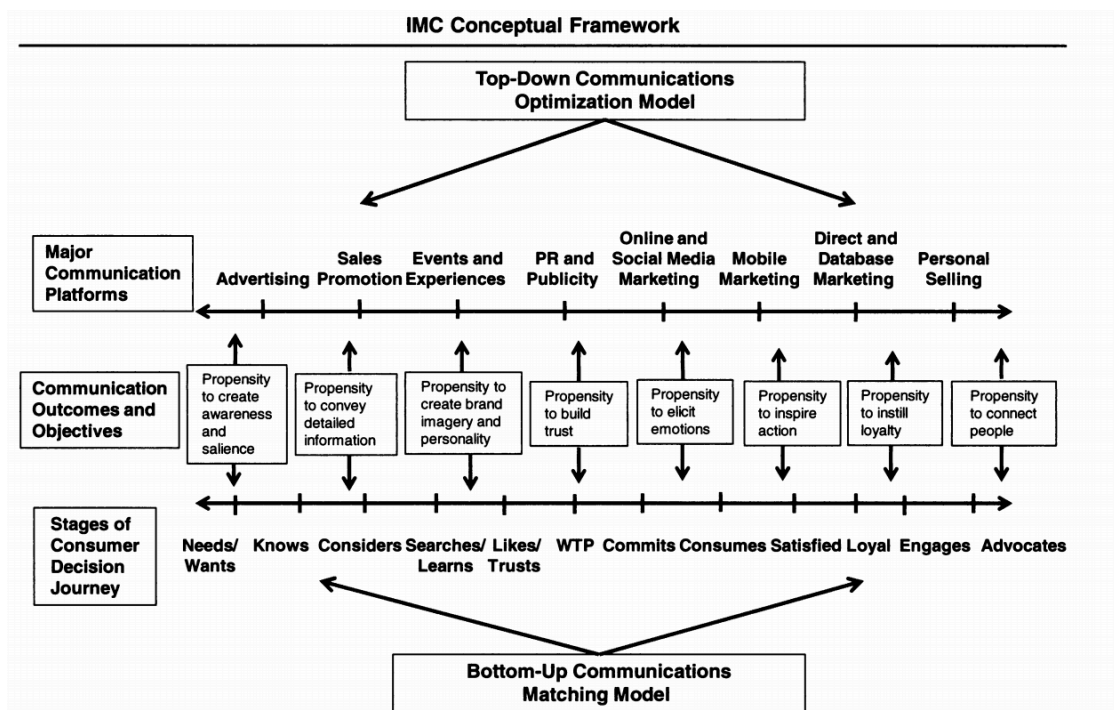 IMC Conceptual Framework
Top-Down Communications
Optimization Model
Major
Communication
Platforms
Advertising
Sales
Promotion
Events and
Experiences
PR and
Publicity
Online and
Social Media
Marketing
Mobile
Marketing
Direct and
Database
Marketing
Personal
Selling
Communication
Outcomes and
Objectives
Propensity
to create
awareness
and
salience
Propensity
to convey
detailed
information
Propensity to
create brand
imagery and
personality
Propensity
to build
trust
Propensity
to elicit
emotions
Propensity
to inspire
action
Propensity
to instill
loyalty
Propensity
to connect
people
Stages of
Consumer
Decision
Journey
Needs/
Wants
Knows
Considers
Searches/
Learns
Likes/
Trusts
WTP
Commits
Consumes
Satisfied
Loyal
Engages
Advocates
Bottom-Up Communications
Matching Model